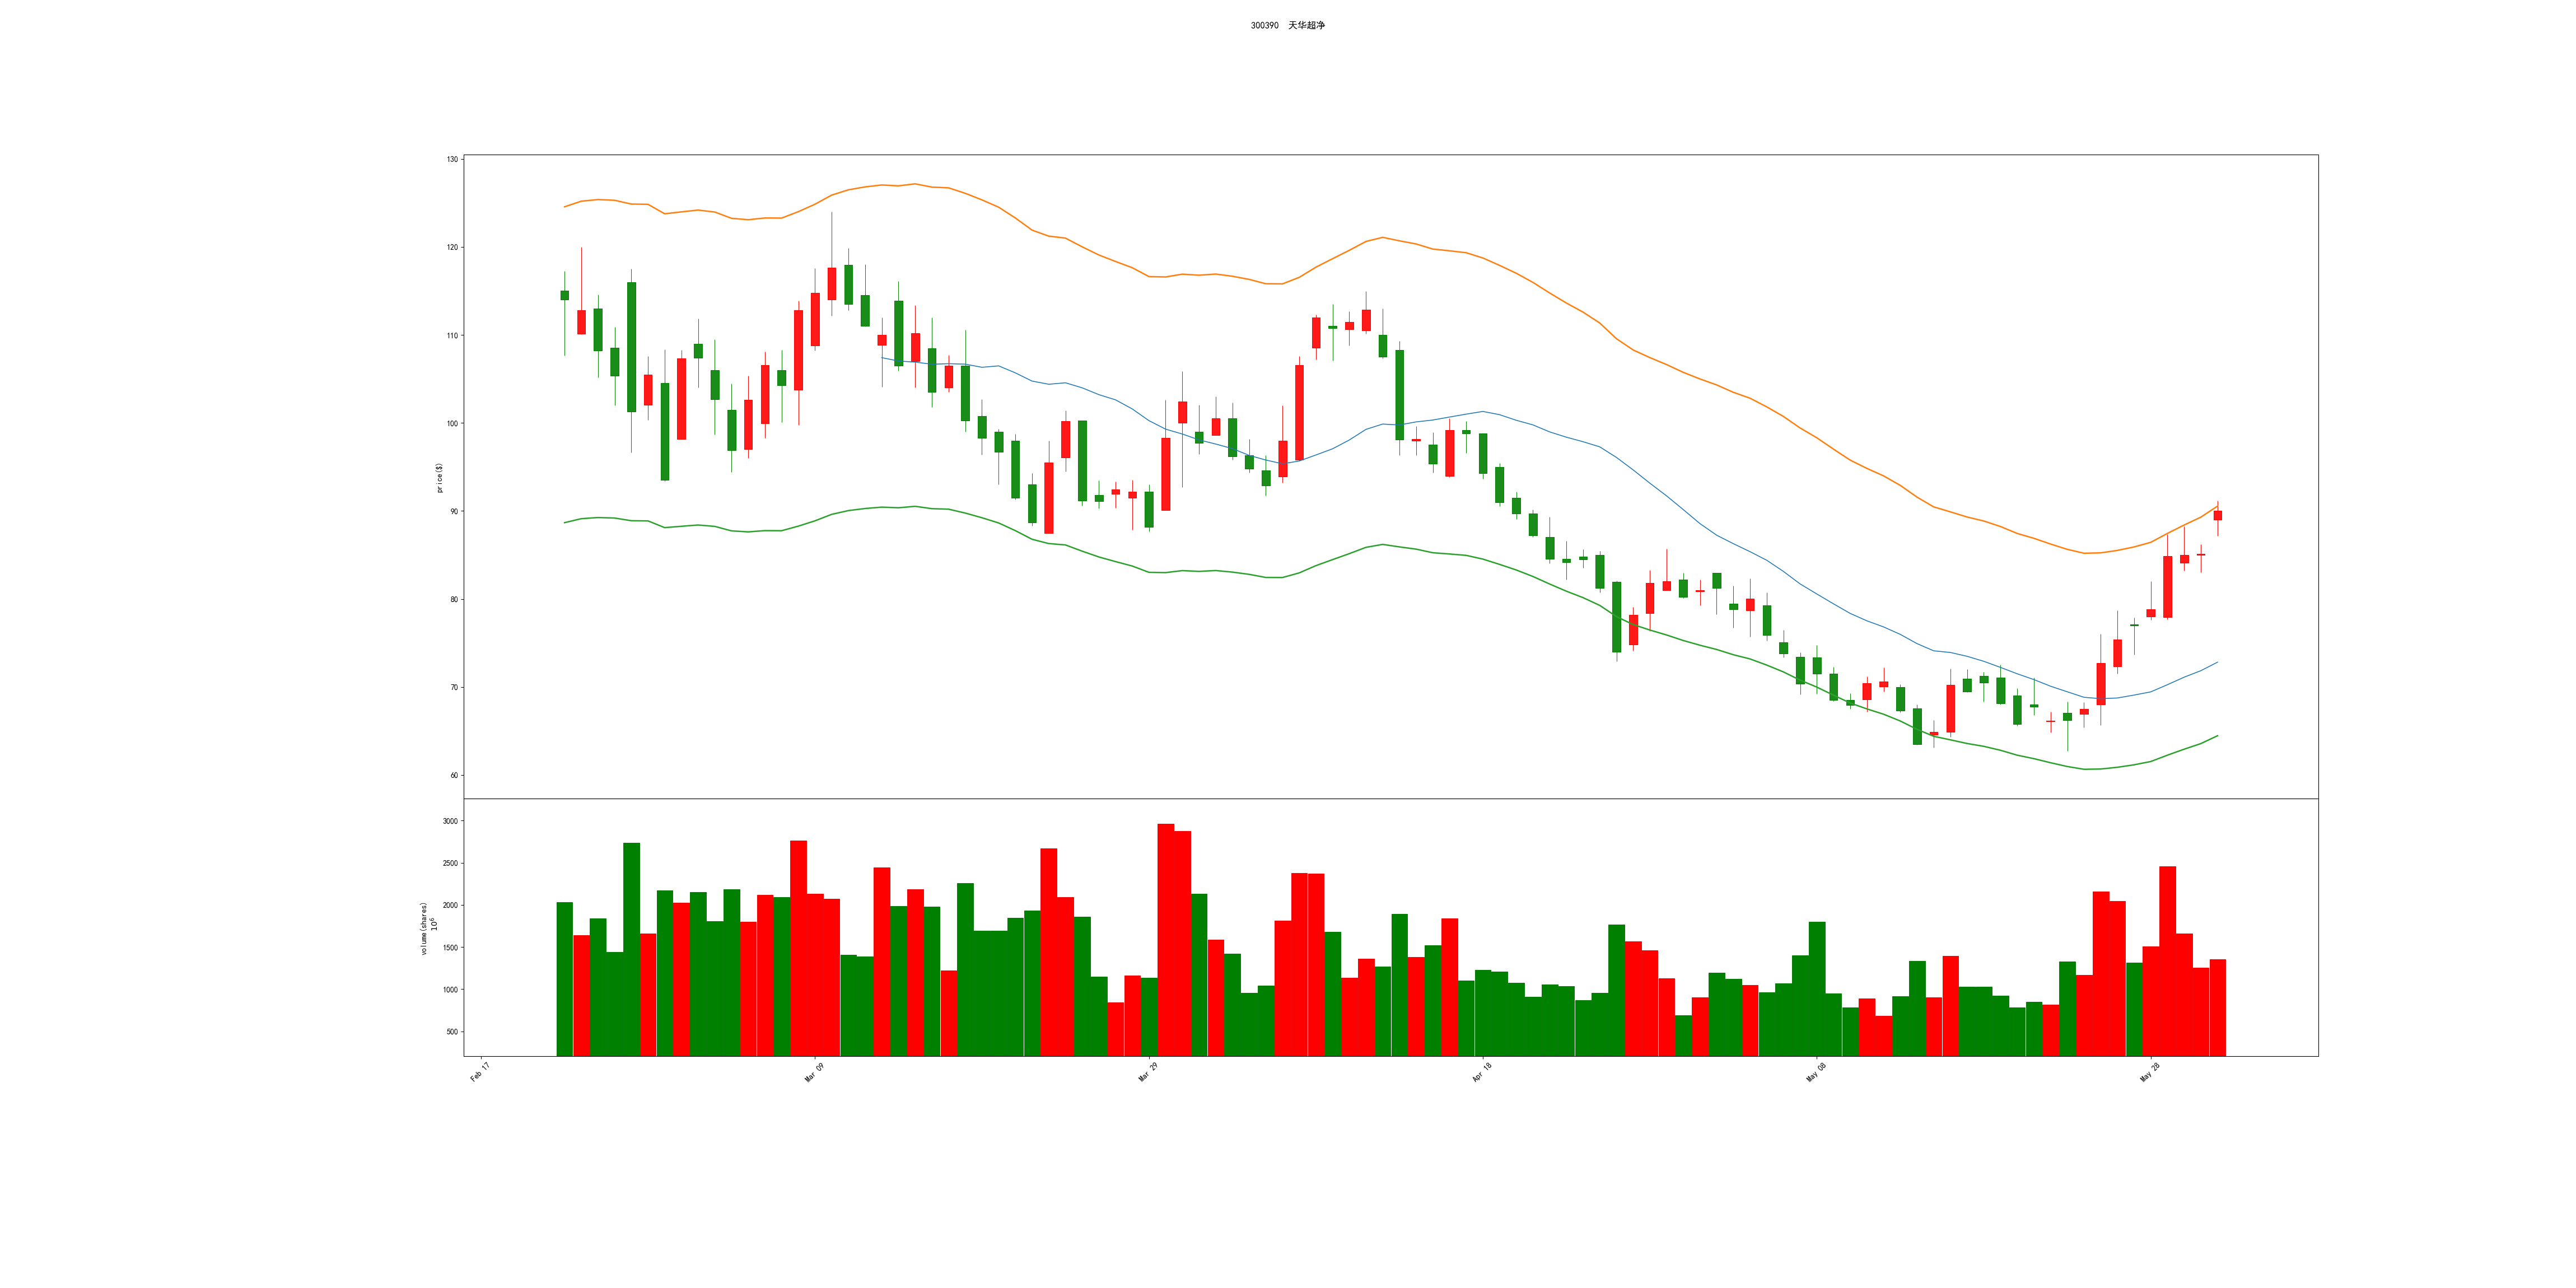 300390 天华超净
130
120
110
100
90
80
70
60
price($)
3000
2500
2000
1500
1000
500
volume(shares)
10^6
Feb 17
Mar 09
Mar 29
Apr 18
May 08
May 28